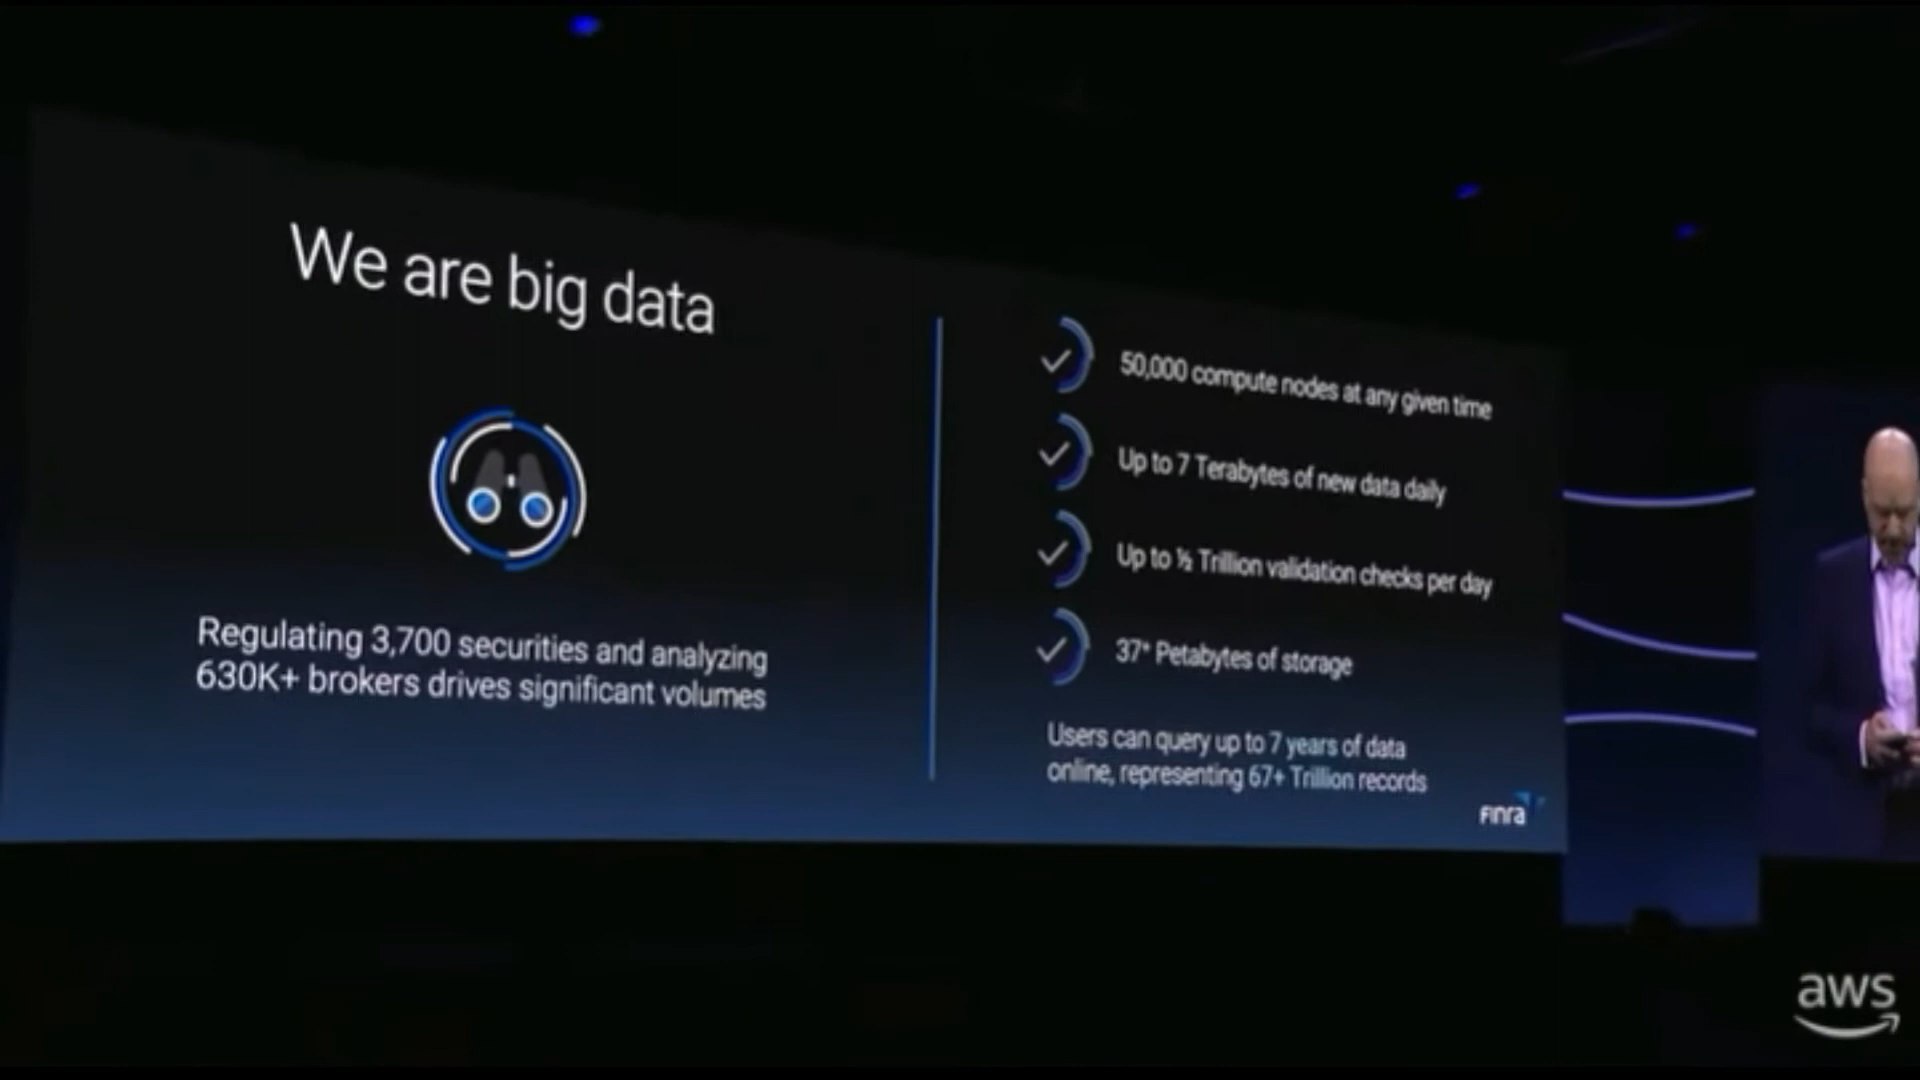 We are big data
Regulating 3,700 securities and analyzing
630K+ brokers drives significant volumes
50,000 compute nodes at any given time
Up to 7 Terabytes of new data daily
Up to ½ Trillion validation checks per day
37+ Petabytes of storage
Users can query up to 7 years of data
online, representing 67+ Trillion records
FINRA
aws